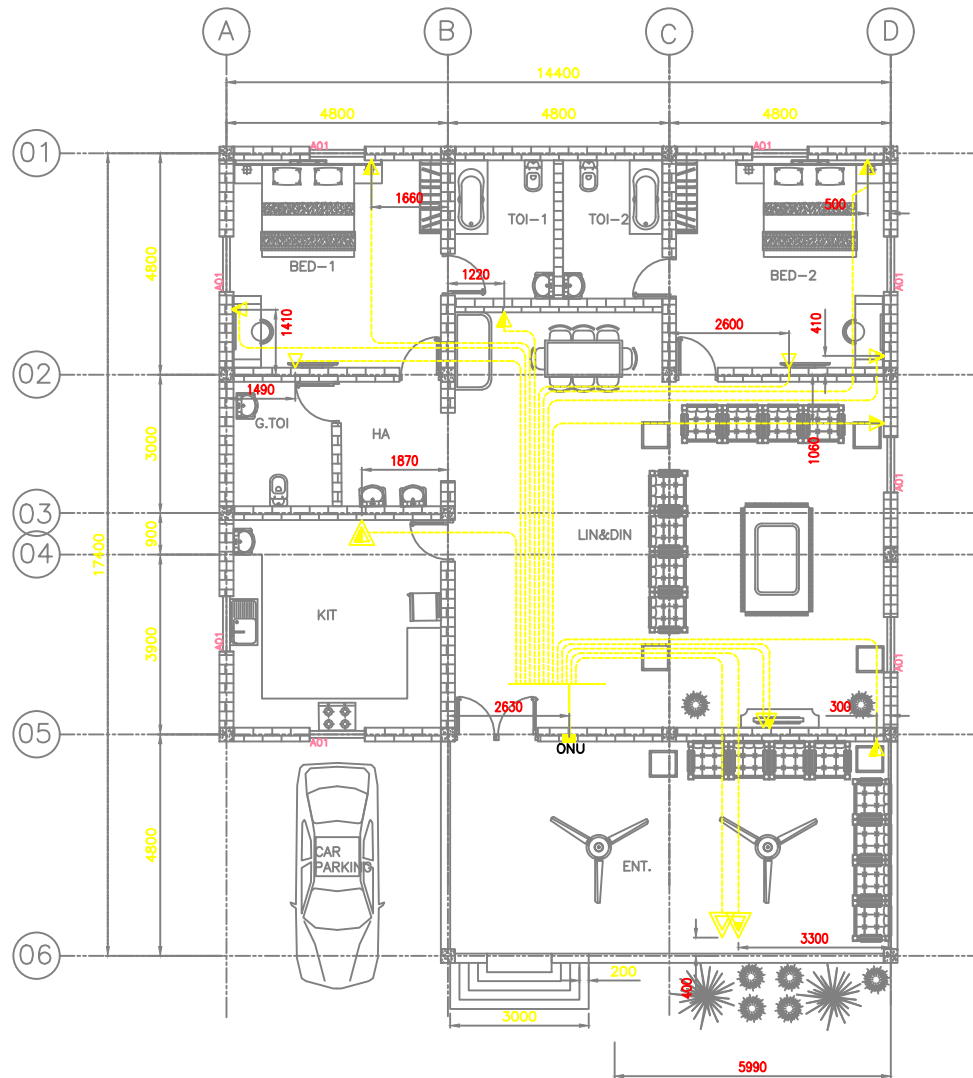 A B C D
14400
4800 4800 4800
01
A01 A01
1660
500
TOI-1 TOI-2
BED-1
BED-2
4800
1220
A01 A01
1410
2600
410
02
1490
G.TOI
HA
3000
1060
1870
A01
03
900
LIN&DIN
04
17400
KIT
3900
A01
A01
2630
300
05
A01
ONU
4800
CAR
PARKING
ENT.
3300
06
200
400
3000
5990